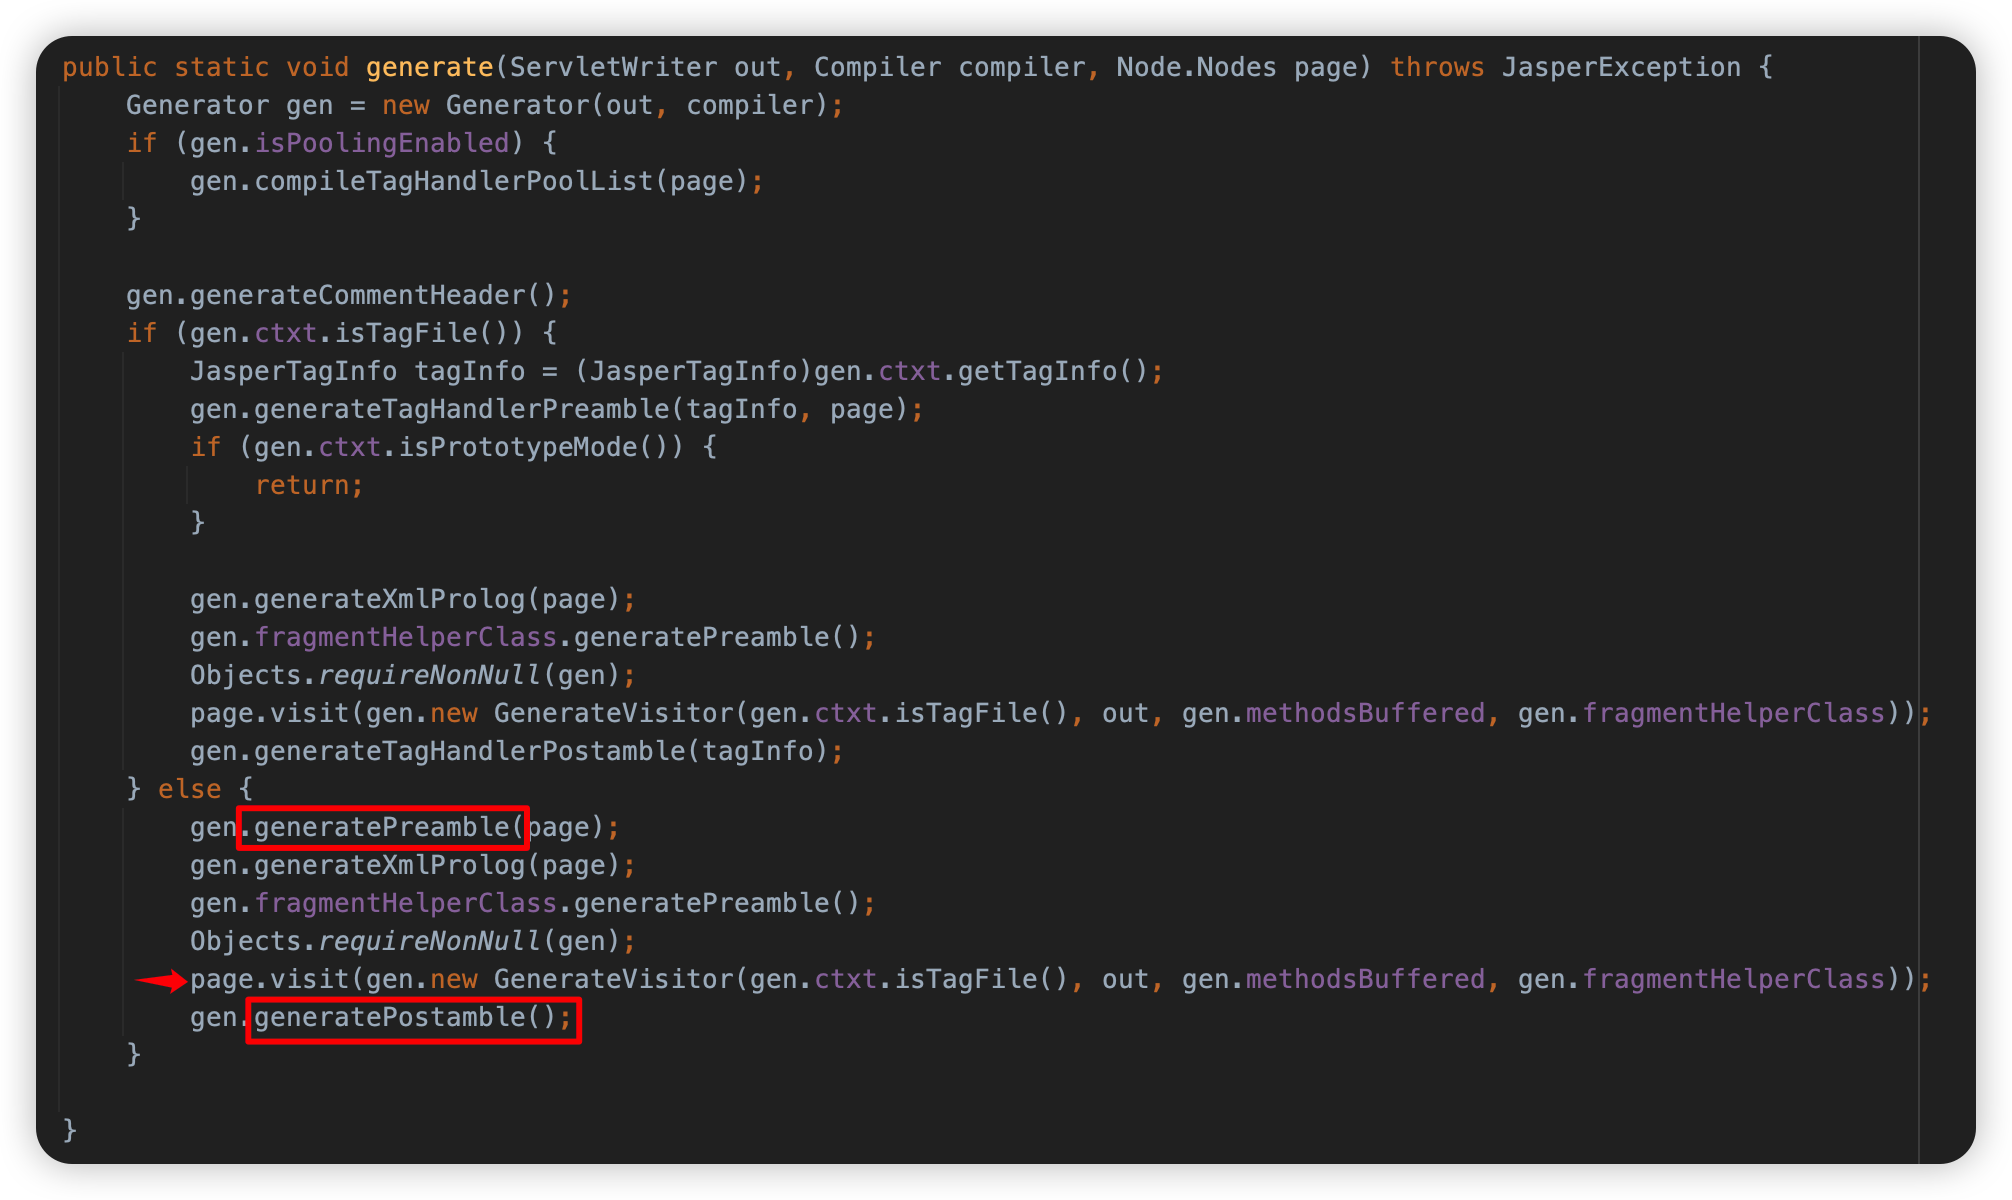 public static void generate(ServletWriter out, Compiler compiler, Node.Nodes page) throws JasperException {
    Generator gen = new Generator(out, compiler);
    if (gen.isPoolingEnabled) {
        gen.compileTagHandlerPoolList(page);
    }

    gen.generateCommentHeader();
    if (gen.ctxt.isTagFile()) {
        JasperTagInfo tagInfo = (JasperTagInfo)gen.ctxt.getTagInfo();
        gen.generateTagHandlerPreamble(tagInfo, page);
        if (gen.ctxt.isPrototypeMode()) {
            return;
        }

        gen.generateXmlProlog(page);
        gen.fragmentHelperClass.generatePreamble();
        Objects.requireNonNull(gen);
        page.visit(gen.new GenerateVisitor(gen.ctxt.isTagFile(), out, gen.methodsBuffered, gen.fragmentHelperClass));
        gen.generateTagHandlerPostamble(tagInfo);
    } else {
        gen.generatePreamble(page);
        gen.generateXmlProlog(page);
        gen.fragmentHelperClass.generatePreamble();
        Objects.requireNonNull(gen);
        page.visit(gen.new GenerateVisitor(gen.ctxt.isTagFile(), out, gen.methodsBuffered, gen.fragmentHelperClass));
        gen.generatePostamble();
    }

}